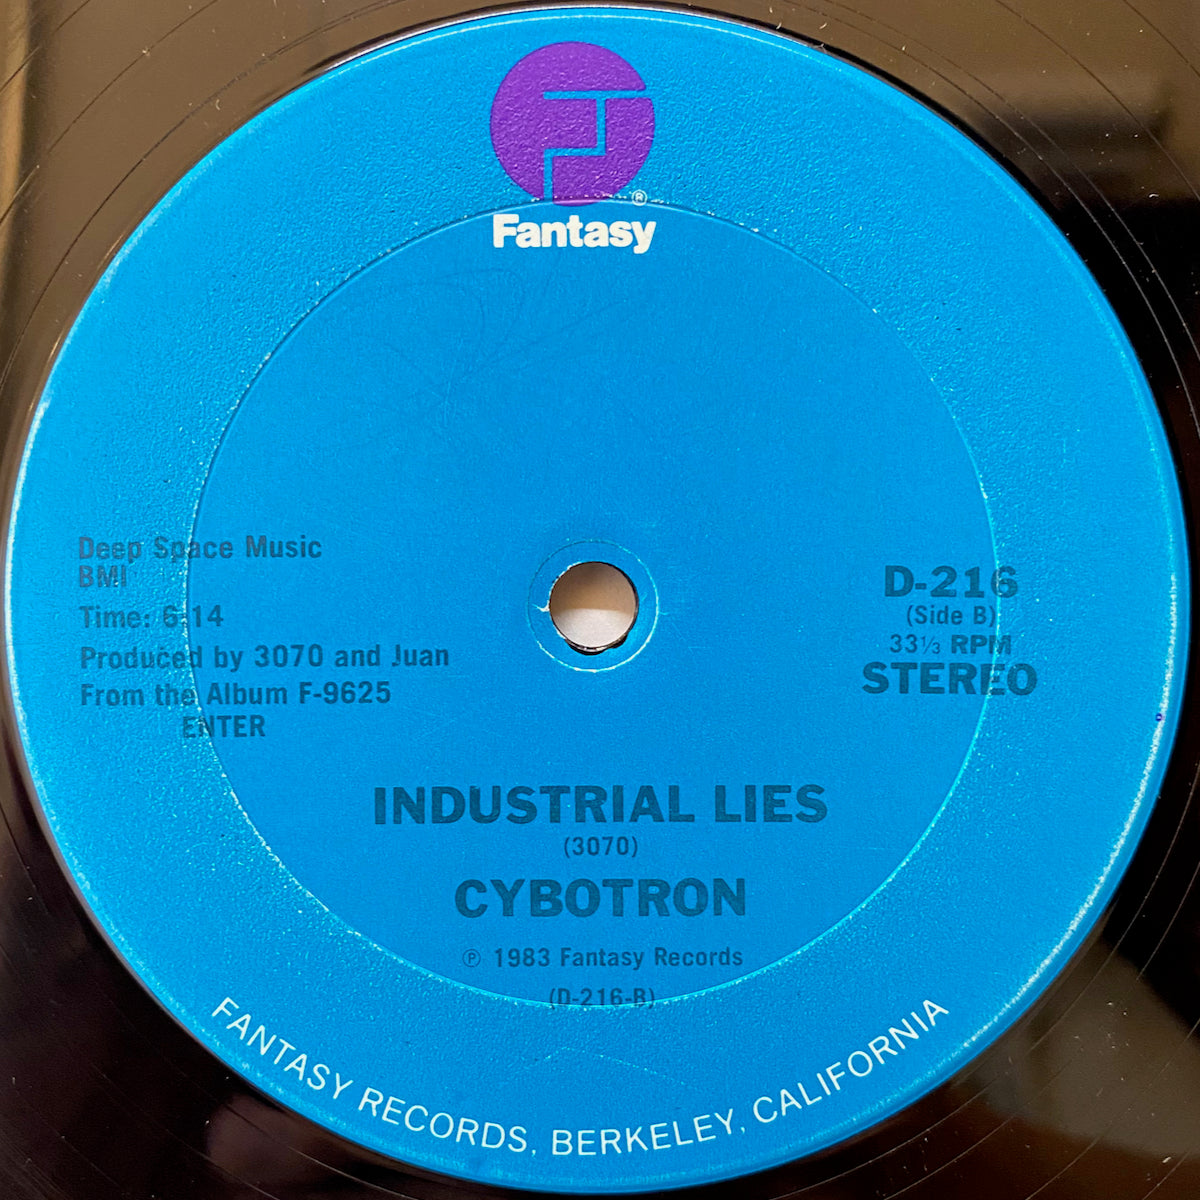 ®
Fantasy
Deep Space Music
BMI
Time: 6:14
Produced by 3070 and Juan
From the Album F-9625
ENTER
D-216
(Side B)
33⅓ RPM
STEREO
INDUSTRIAL LIES
(3070)
CYBOTRON
℗ 1983 Fantasy Records
(D-216-B)
FANTASY RECORDS, BERKELEY, CALIFORNIA